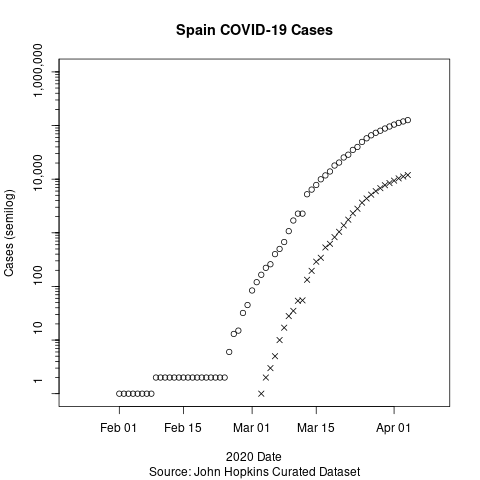 Spain COVID-19 Cases
Cases (semilog)
1,000,000
10,000
100
10
1
Feb 01
Feb 15
Mar 01
Mar 15
Apr 01
2020 Date
Source: John Hopkins Curated Dataset